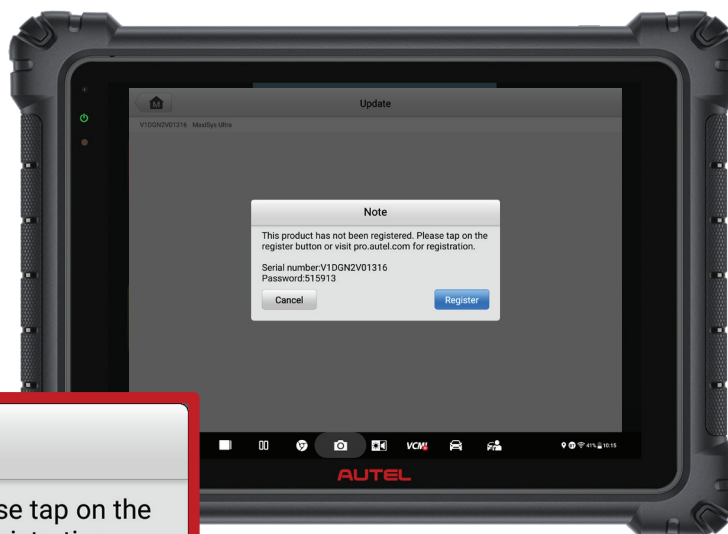 Update
V1DGN2V01316 MaxiSys Ultra
Note
This product has not been registered. Please tap on the
register button or visit pro.autel.com for registration.
Serial number:V1DGN2V01316
Password:515913
Cancel
Register
VCMI
41% 10:15
AUTEL
se tap on the